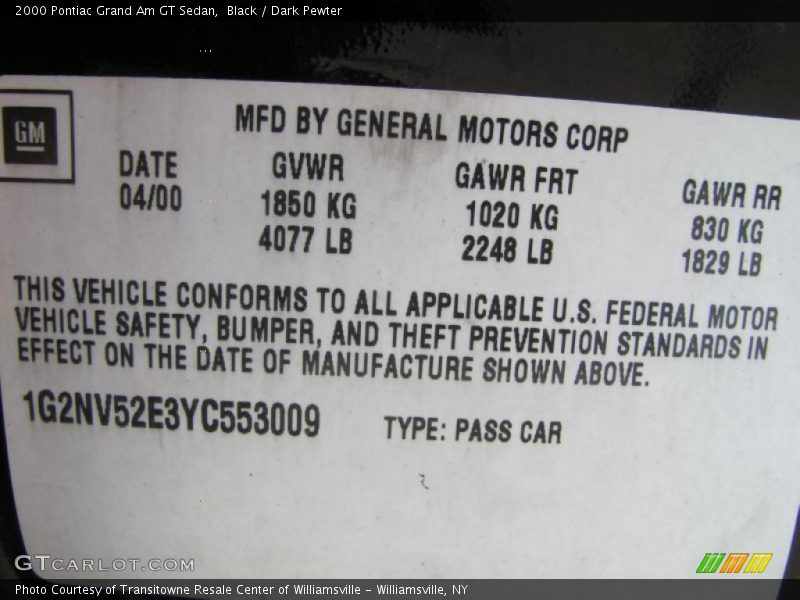 2000 Pontiac Grand Am GT Sedan,  Black / Dark Pewter
GM
MFD BY GENERAL MOTORS CORP
DATE GVWR GAWR FRT GAWR RR
04/00 1850 KG 1020 KG 830 KG
4077 LB 2248 LB 1829 LB
THIS VEHICLE CONFORMS TO ALL APPLICABLE U.S. FEDERAL MOTOR
VEHICLE SAFETY, BUMPER, AND THEFT PREVENTION STANDARDS IN
EFFECT ON THE DATE OF MANUFACTURE SHOWN ABOVE.
1G2NV52E3YC553009 TYPE: PASS CAR
GTCARLOT.COM
Photo Courtesy of Transitowne Resale Center of Williamsville - Williamsville, NY